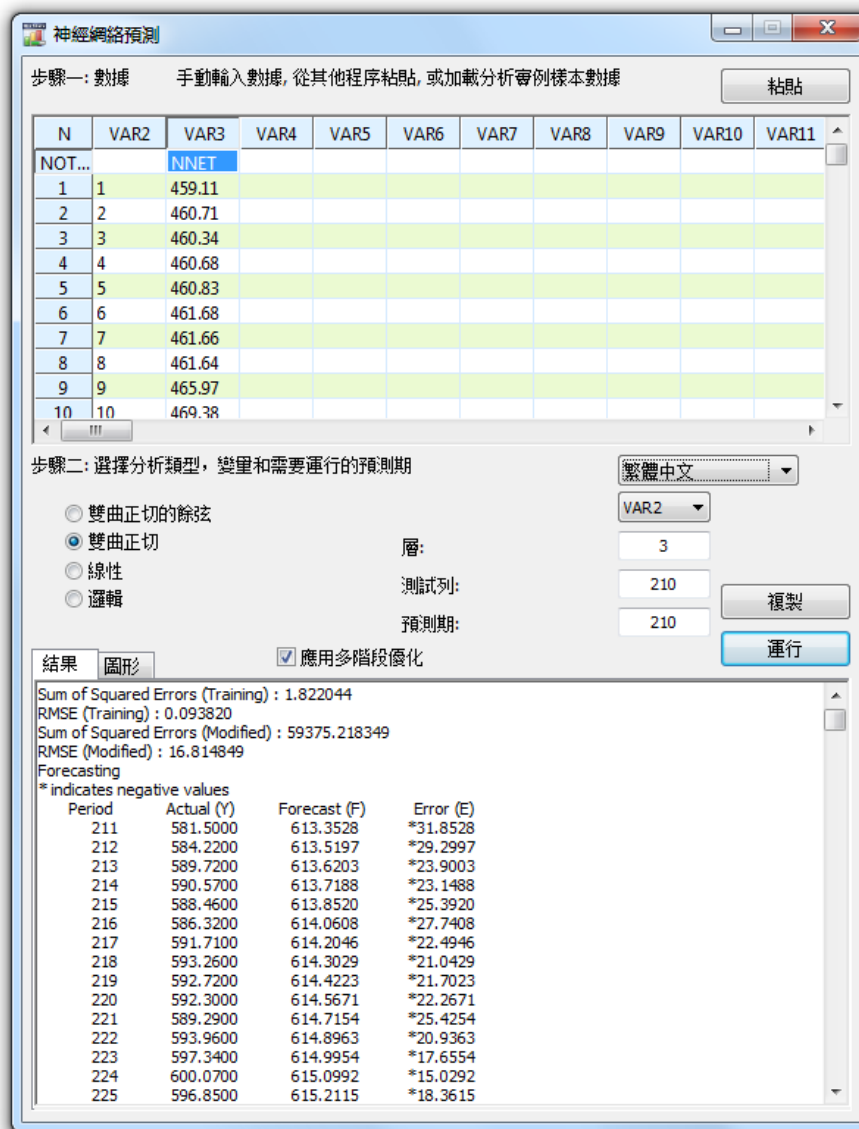 神經網絡預測
步驟一: 數據 手動輸入數據, 從其他程序粘貼, 或加載分析審例樣本數據 粘貼
N VAR2 VAR3 VAR4 VAR5 VAR6 VAR7 VAR8 VAR9 VAR10 VAR11
NOT... NNET
1 1 459.11
2 2 460.71
3 3 460.34
4 4 460.68
5 5 460.83
6 6 461.68
7 7 461.66
8 8 461.64
9 9 465.97
10 10 469.38
步驟二: 選擇分析類型，變量和需要運行的預測期 繁體中文
VAR2
雙曲正切的餘弦
雙曲正切 層: 3
線性 測試列: 210
邏輯 複製
預測期: 210
運行
結果 圖形 應用多階段優化
Sum of Squared Errors (Training) : 1.822044
RMSE (Training) : 0.093820
Sum of Squared Errors (Modified) : 59375.218349
RMSE (Modified) : 16.814849
Forecasting
* indicates negative values
Period Actual (Y) Forecast (F) Error (E)
211 581.5000 613.3528 *31.8528
212 584.2200 613.5197 *29.2997
213 589.7200 613.6203 *23.9003
214 590.5700 613.7188 *23.1488
215 588.4600 613.8520 *25.3920
216 586.3200 614.0608 *27.7408
217 591.7100 614.2046 *22.4946
218 593.2600 614.3029 *21.0429
219 592.7200 614.4223 *21.7023
220 592.3000 614.5671 *22.2671
221 589.2900 614.7154 *25.4254
222 593.9600 614.8963 *20.9363
223 597.3400 614.9954 *17.6554
224 600.0700 615.0992 *15.0292
225 596.8500 615.2115 *18.3615